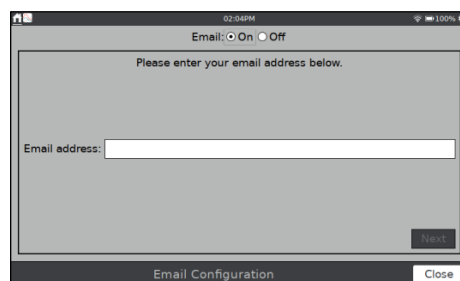 02:04PM
100%
Email: On Off
Please enter your email address below.
Email address:
Next
Email Configuration
Close